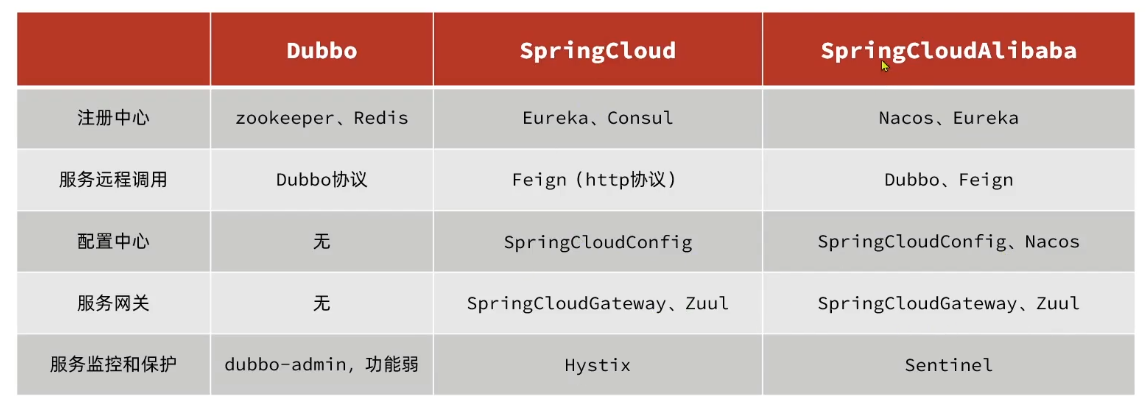 Dubbo SpringCloud SpringCloudAlibaba
注册中心 zookeeper、Redis Eureka、Consul Nacos、Eureka
服务远程调用 Dubbo协议 Feign（http协议） Dubbo、Feign
配置中心 无 SpringCloudConfig SpringCloudConfig、Nacos
服务网关 无 SpringCloudGateway、Zuul SpringCloudGateway、Zuul
服务监控和保护 dubbo-admin，功能弱 Hystix Sentinel